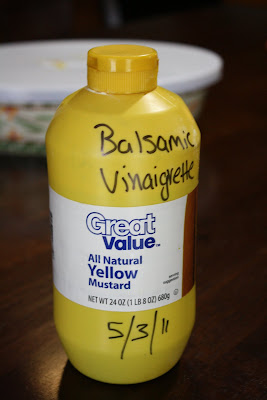 Balsamic
Vinaigrette
Great
Value™
All Natural
Yellow
Mustard
NET WT 24 OZ (1 LB 8 OZ) 680g
5/3/11